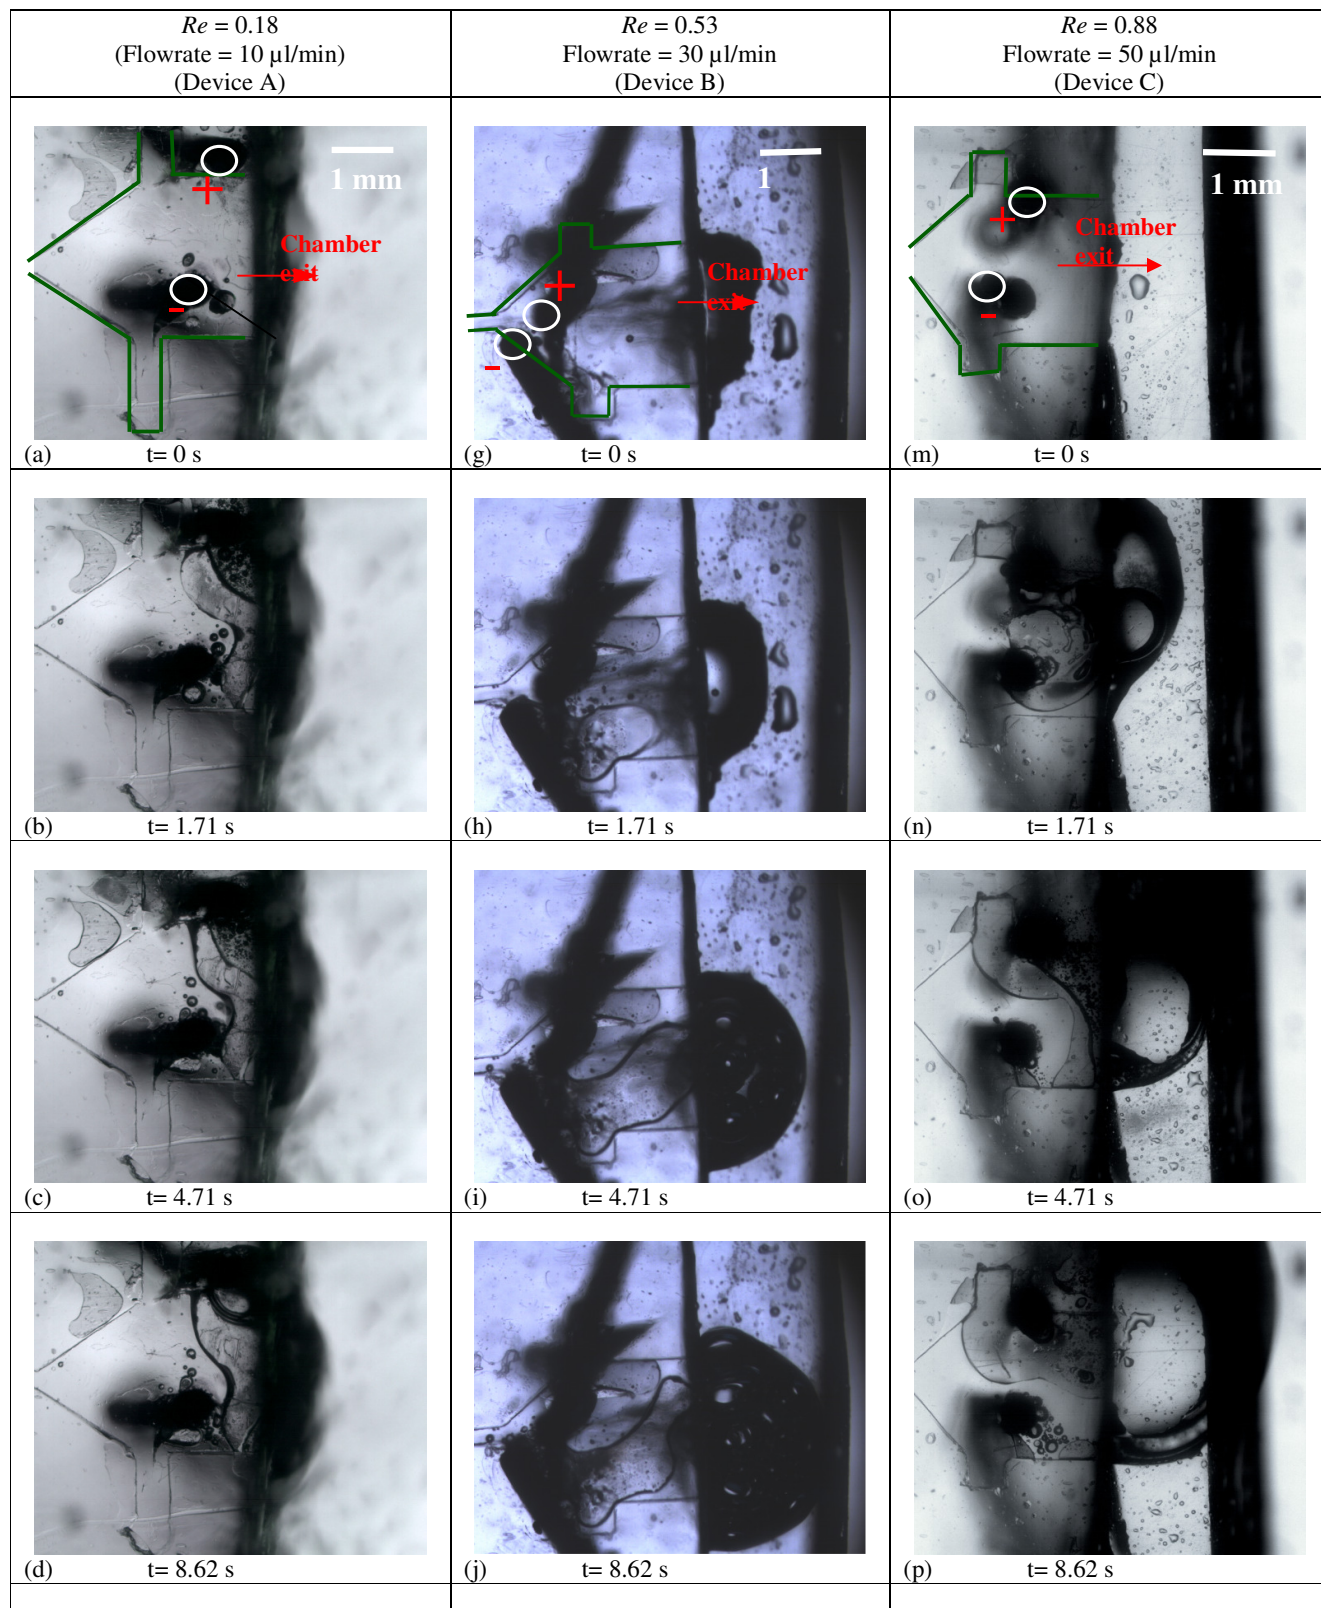 Re = 0.18
(Flowrate = 10 µl/min)
(Device A)
Re = 0.53
Flowrate = 30 µl/min
(Device B)
Re = 0.88
Flowrate = 50 µl/min
(Device C)
+
1 mm
Chamber
exit
-
(a) t= 0 s
1
+
Chamber
exit
-
(g) t= 0 s
1 mm
+
Chamber
exit
-
(m) t= 0 s
(b) t= 1.71 s
(h) t= 1.71 s
(n) t= 1.71 s
(c) t= 4.71 s
(i) t= 4.71 s
(o) t= 4.71 s
(d) t= 8.62 s
(j) t= 8.62 s
(p) t= 8.62 s